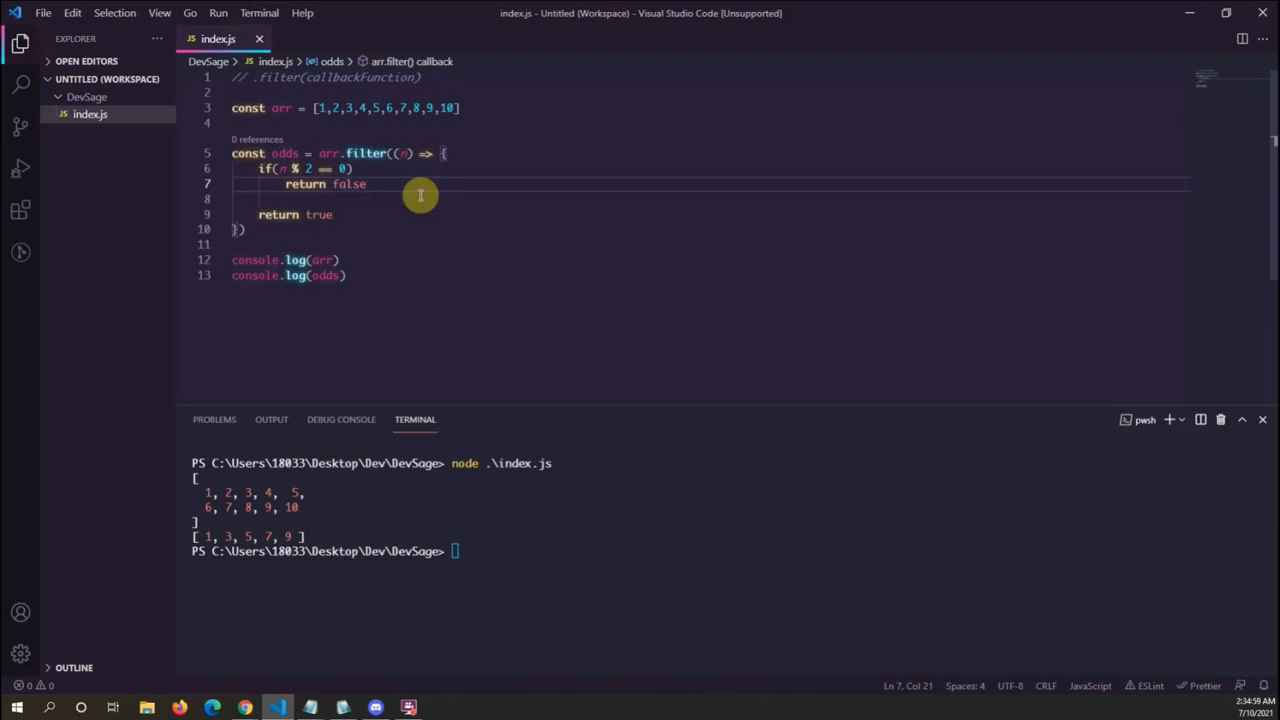 File Edit Selection View Go Run Terminal Help
index.js - Untitled (Workspace) - Visual Studio Code [Unsupported]
EXPLORER
JS index.js
OPEN EDITORS
DevSage > JS index.js > odds > arr.filter() callback
UNTITLED (WORKSPACE)
DevSage
JS index.js
1 // .filter(callbackFunction)
2
3 const arr = [1,2,3,4,5,6,7,8,9,10]
4
0 references
5 const odds = arr.filter((n) => {
6 if(n % 2 == 0)
7 return false
8
9 return true
10 })
11
12 console.log(arr)
13 console.log(odds)
PROBLEMS OUTPUT DEBUG CONSOLE TERMINAL
pwsh
PS C:\Users\18033\Desktop\Dev\DevSage> node .\index.js
[
1, 2, 3, 4, 5,
6, 7, 8, 9, 10
]
[ 1, 3, 5, 7, 9 ]
PS C:\Users\18033\Desktop\Dev\DevSage>
OUTLINE
0 0
Ln 7, Col 21 Spaces: 4 UTF-8 CRLF JavaScript ESLint Prettier
2:34:59 AM
7/10/2021